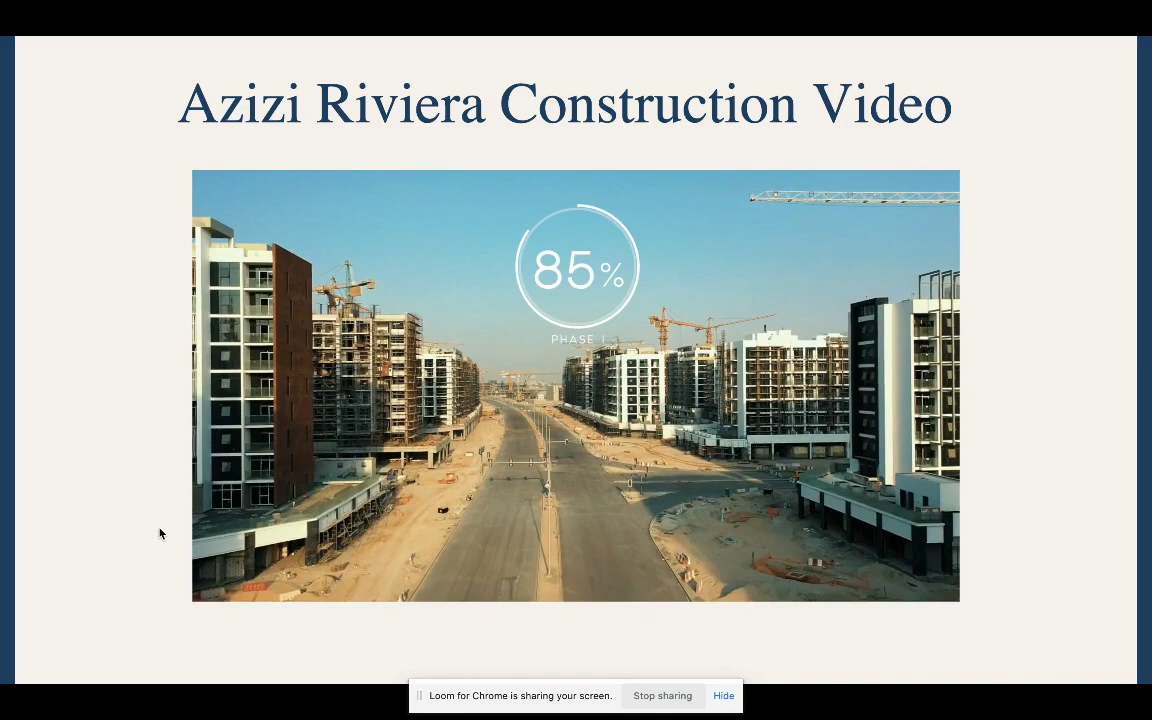 Azizi Riviera Construction Video
85%
PHASE I
Loom for Chrome is sharing your screen.
Stop sharing
Hide